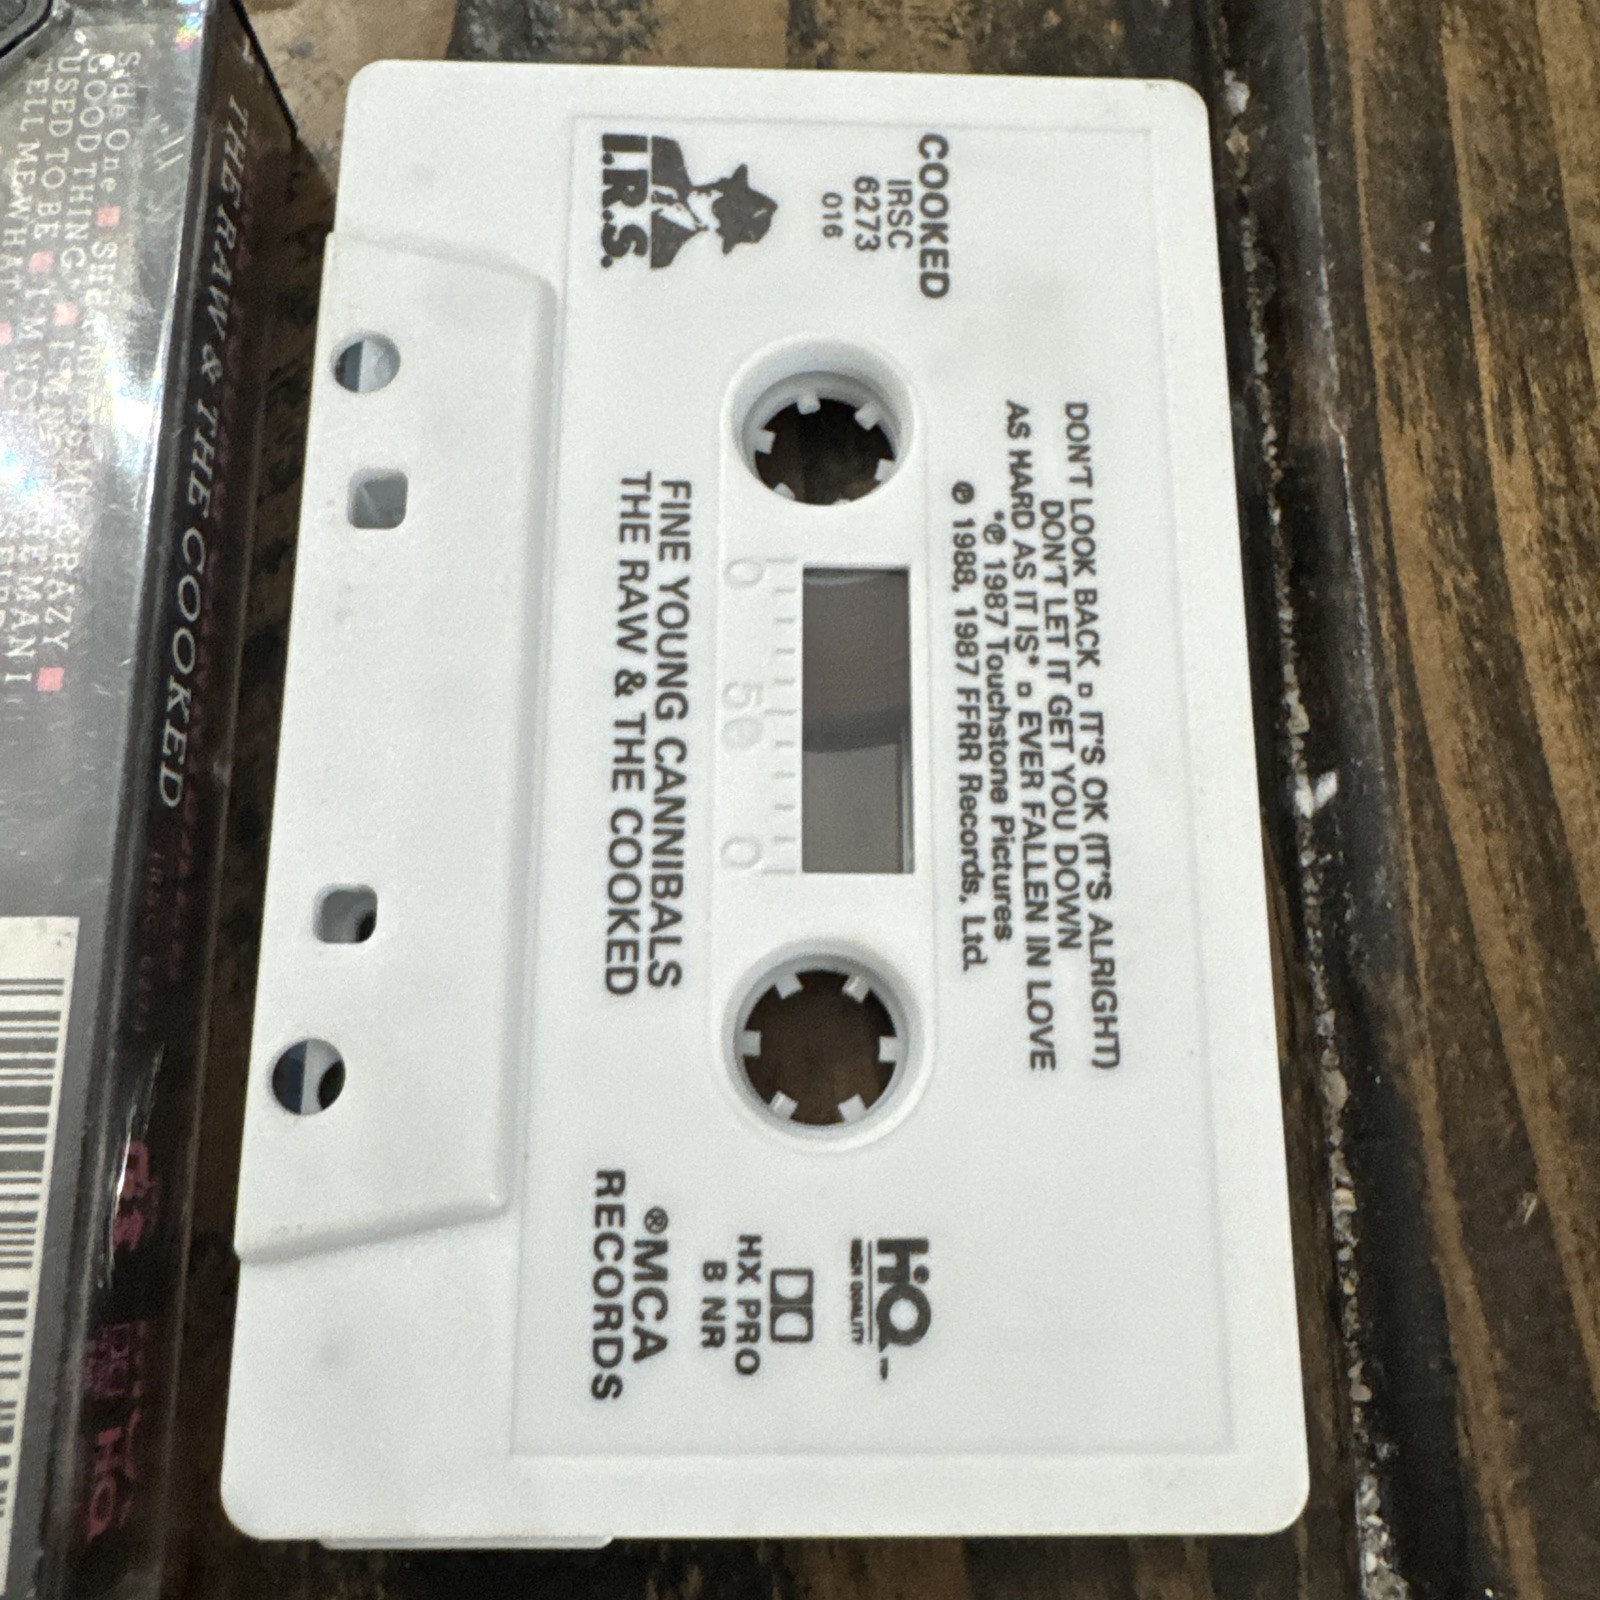 COOKED
IRSC
6273
016
I.R.S.
DON'T LOOK BACK ▫ IT'S OK (IT'S ALRIGHT)
DON'T LET IT GET YOU DOWN
AS HARD AS IT IS* ▫ EVER FALLEN IN LOVE
*℗ 1987 Touchstone Pictures
℗ 1988, 1987 FFRR Records, Ltd.
0 50 0
FINE YOUNG CANNIBALS
THE RAW & THE COOKED
HQ™
HIGH QUALITY
HX PRO
B NR
®MCA
RECORDS
THE RAW & THE COOKED
Side One ■
GOOD THING ■
USED TO BE ■
TELL ME WHAT